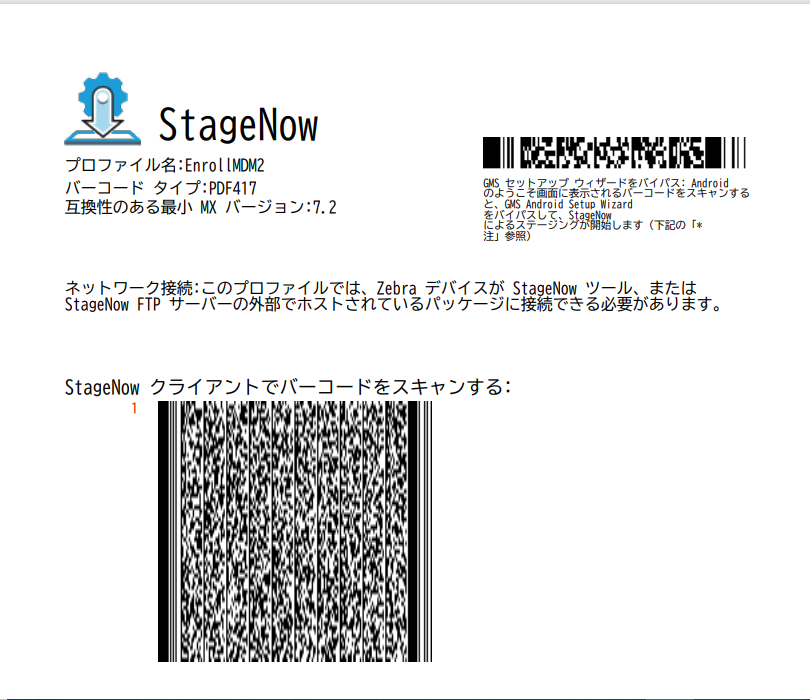 StageNow
プロファイル名:EnrollMDM2
バーコード タイプ:PDF417
互換性のある最小 MX バージョン:7.2
GMS セットアップ ウィザードをバイパス: Android
のようこそ画面に表示されるバーコードをスキャンする
と、GMS Android Setup Wizard
をバイパスして、StageNow
によるステージングが開始します（下記の「*
注」参照）
ネットワーク接続:このプロファイルでは、Zebra デバイスが StageNow ツール、または
StageNow FTP サーバーの外部でホストされているパッケージに接続できる必要があります。
StageNow クライアントでバーコードをスキャンする:
1